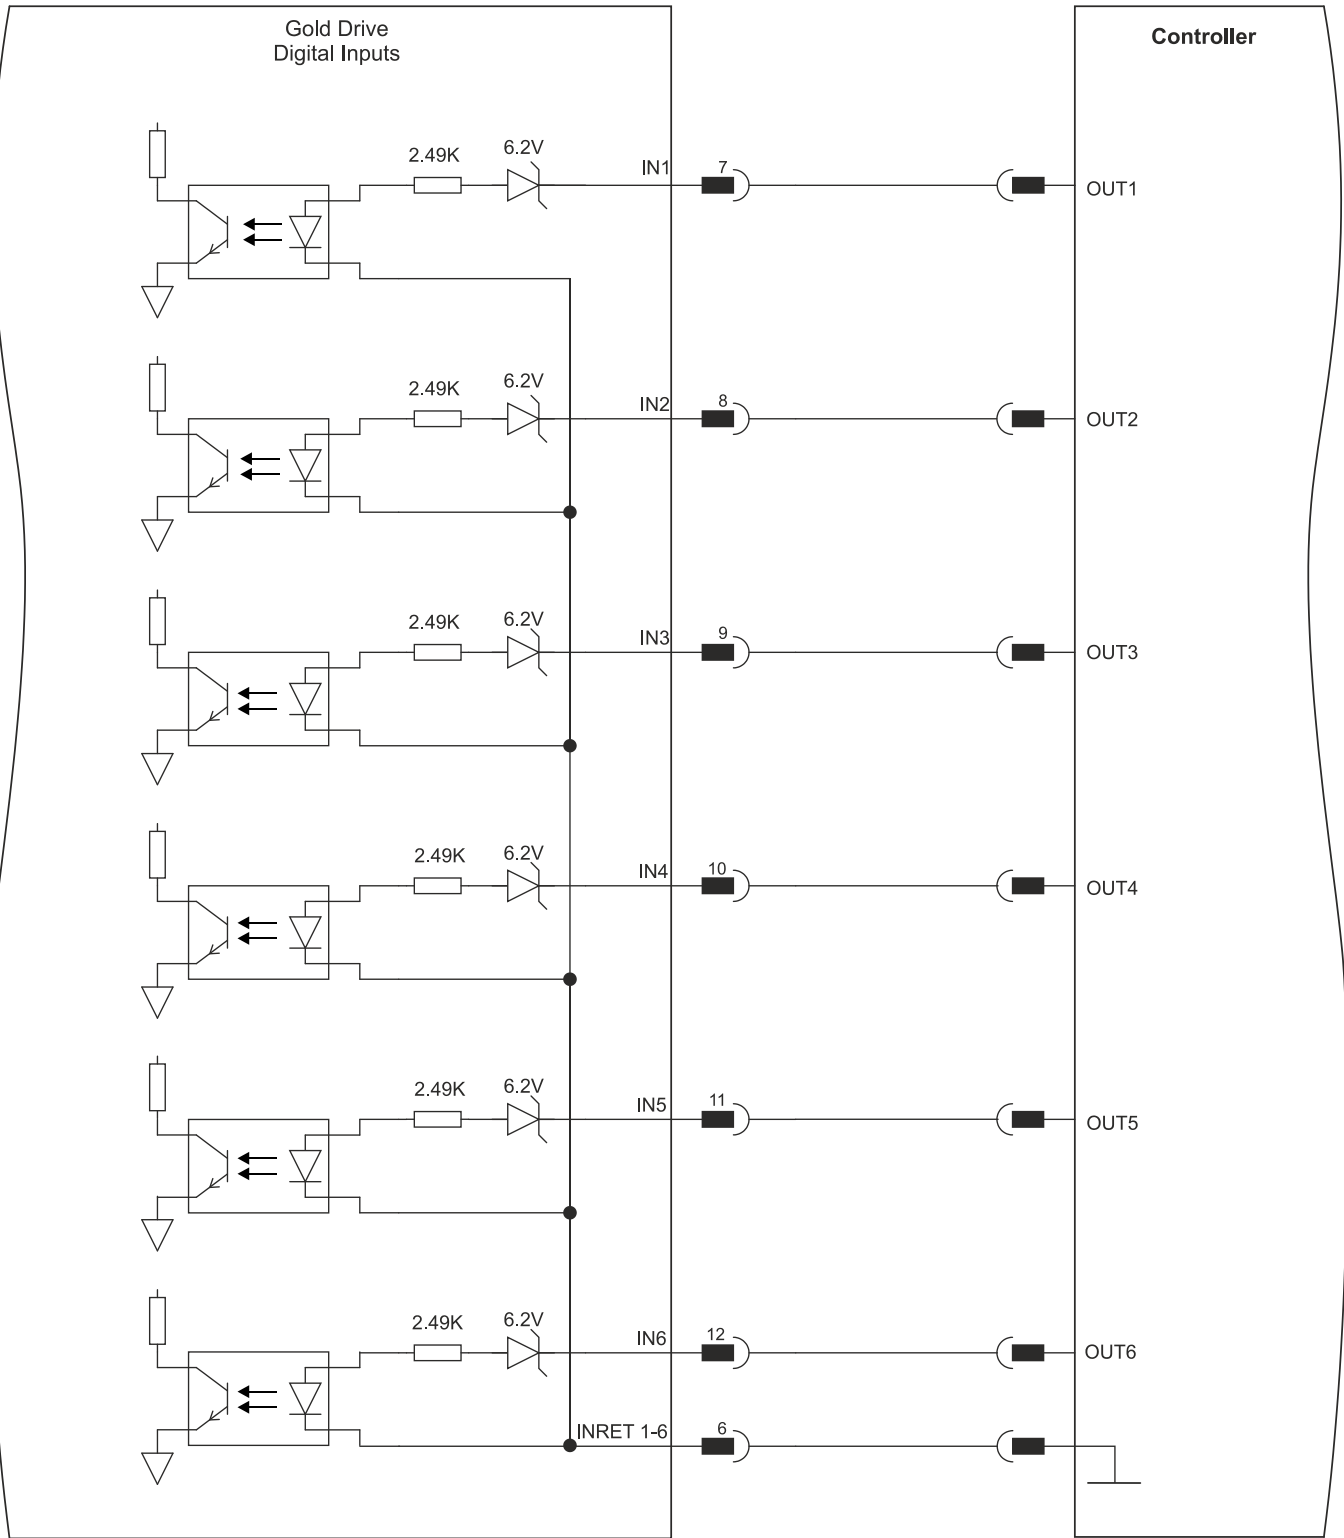 Gold Drive
Digital Inputs
Controller
2.49K
6.2V
IN1
7
OUT1
2.49K
6.2V
IN2
8
OUT2
2.49K
6.2V
IN3
9
OUT3
2.49K
6.2V
IN4
10
OUT4
2.49K
6.2V
IN5
11
OUT5
2.49K
6.2V
IN6
12
OUT6
INRET 1-6
6